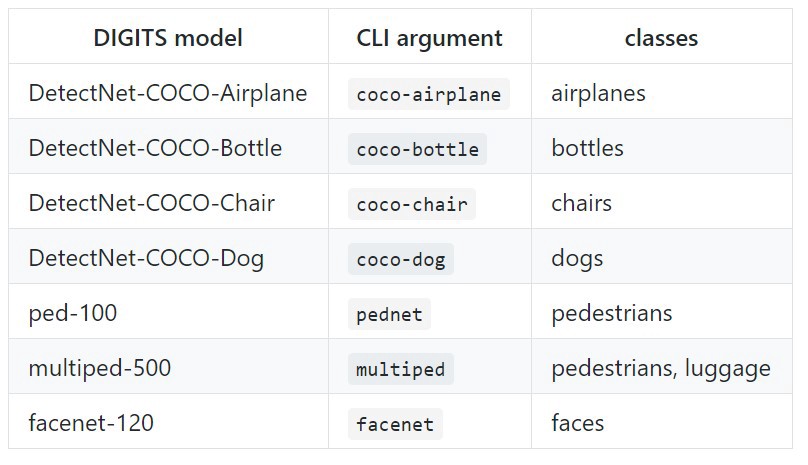 DIGITS model CLI argument classes
DetectNet-COCO-Airplane coco-airplane airplanes
DetectNet-COCO-Bottle coco-bottle bottles
DetectNet-COCO-Chair coco-chair chairs
DetectNet-COCO-Dog coco-dog dogs
ped-100 pednet pedestrians
multiped-500 multiped pedestrians, luggage
facenet-120 facenet faces